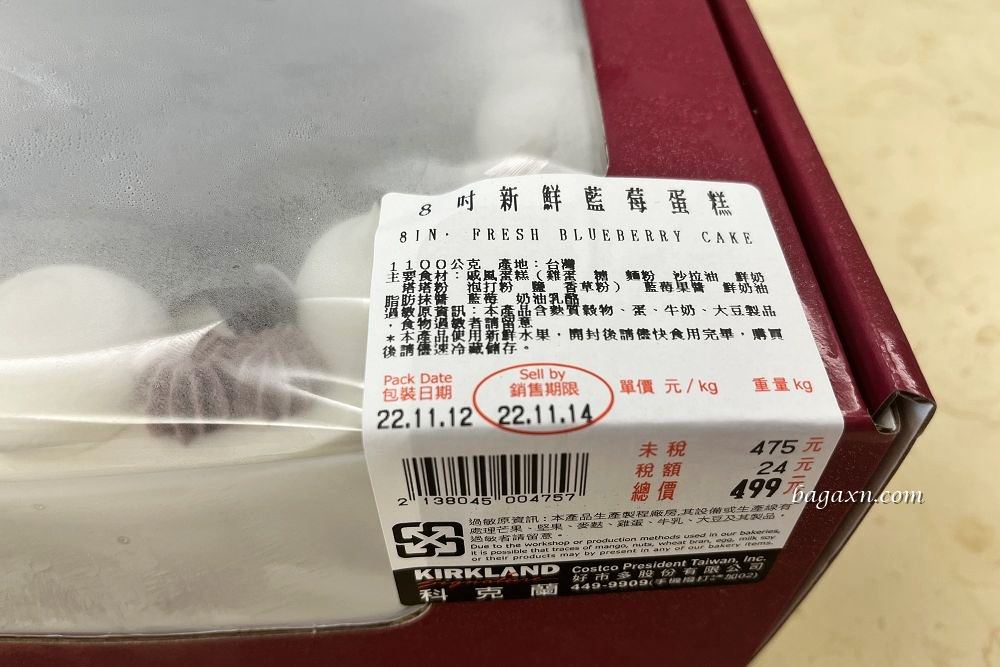 8 吋新鮮藍莓蛋糕
8IN. FRESH BLUEBERRY CAKE
1100公克 產地：台灣
主要食材：戚風蛋糕（雞蛋 糖 麵粉 沙拉油 鮮奶
塔塔粉 泡打粉 鹽 香草粉） 藍莓果醬 鮮奶油
脂肪抹醬 藍莓 奶油乳酪
過敏原資訊：本產品含麩質穀物、蛋、牛奶、大豆製品
，食物過敏者請留意
*本產品使用新鮮水果，開封後請儘快食用完畢，購買
後請儘速冷藏儲存。
Pack Date Sell by
包裝日期 銷售期限 單價 元/kg 重量 kg
22.11.12 22.11.14
未稅 475 元
稅額 24 元
總價 499 元
bagaxn.com
2 138045 004757
過敏原資訊：本產品生產製程廠房,其設備或生產線有
處理芒果、堅果、麥麩、雞蛋、牛乳、大豆及其製品，
過敏者請留意。
Due to the workshop or production methods used in our bakeries,
it is possible that traces of mango, nuts, wheat bran, egg, milk soy
or their products may by present in any of our bakery items.
KIRKLAND Costco President Taiwan, Inc.
Signature 好市多股份有限公司
科克蘭 449-9909(手機撥打請加02)